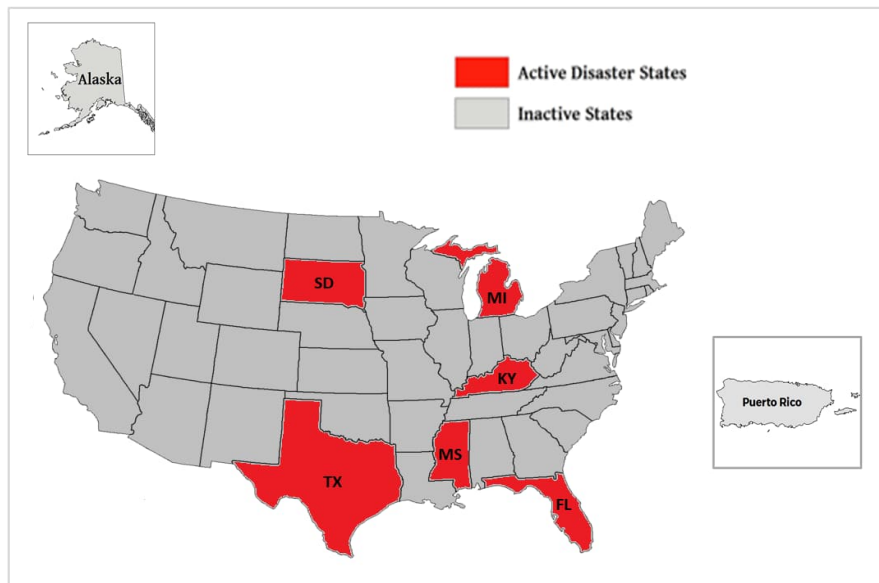 Alaska
Active Disaster States
Inactive States
SD
MI
KY
Puerto Rico
MS
TX
FL